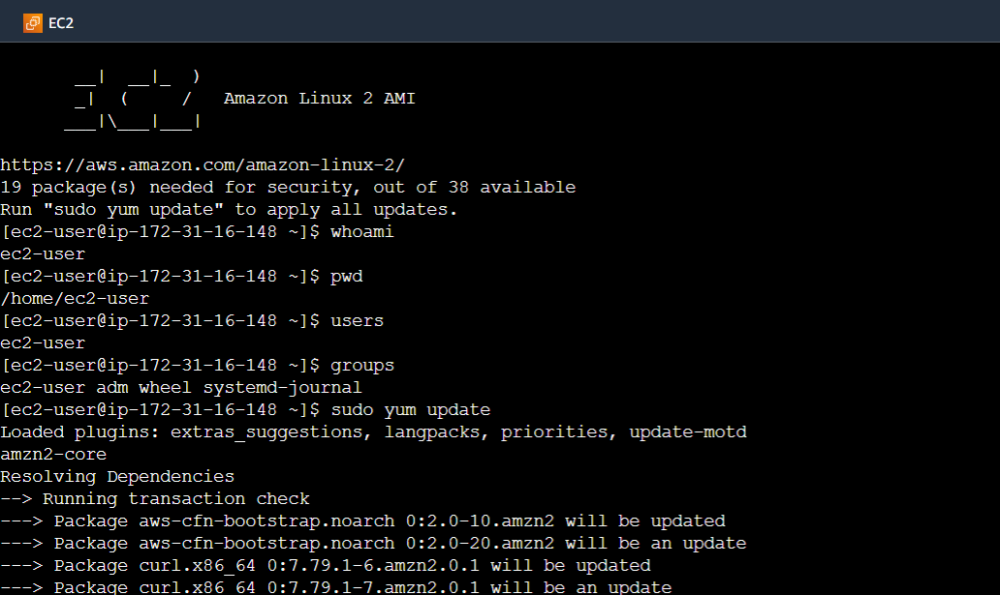 EC2
__|  __|_  )
_|  (     /   Amazon Linux 2 AMI
___|\___|___|
https://aws.amazon.com/amazon-linux-2/
19 package(s) needed for security, out of 38 available
Run "sudo yum update" to apply all updates.
[ec2-user@ip-172-31-16-148 ~]$ whoami
ec2-user
[ec2-user@ip-172-31-16-148 ~]$ pwd
/home/ec2-user
[ec2-user@ip-172-31-16-148 ~]$ users
ec2-user
[ec2-user@ip-172-31-16-148 ~]$ groups
ec2-user adm wheel systemd-journal
[ec2-user@ip-172-31-16-148 ~]$ sudo yum update
Loaded plugins: extras_suggestions, langpacks, priorities, update-motd
amzn2-core
Resolving Dependencies
--> Running transaction check
---> Package aws-cfn-bootstrap.noarch 0:2.0-10.amzn2 will be updated
---> Package aws-cfn-bootstrap.noarch 0:2.0-20.amzn2 will be an update
---> Package curl.x86_64 0:7.79.1-6.amzn2.0.1 will be updated
---> Package curl.x86_64 0:7.79.1-7.amzn2.0.1 will be an update